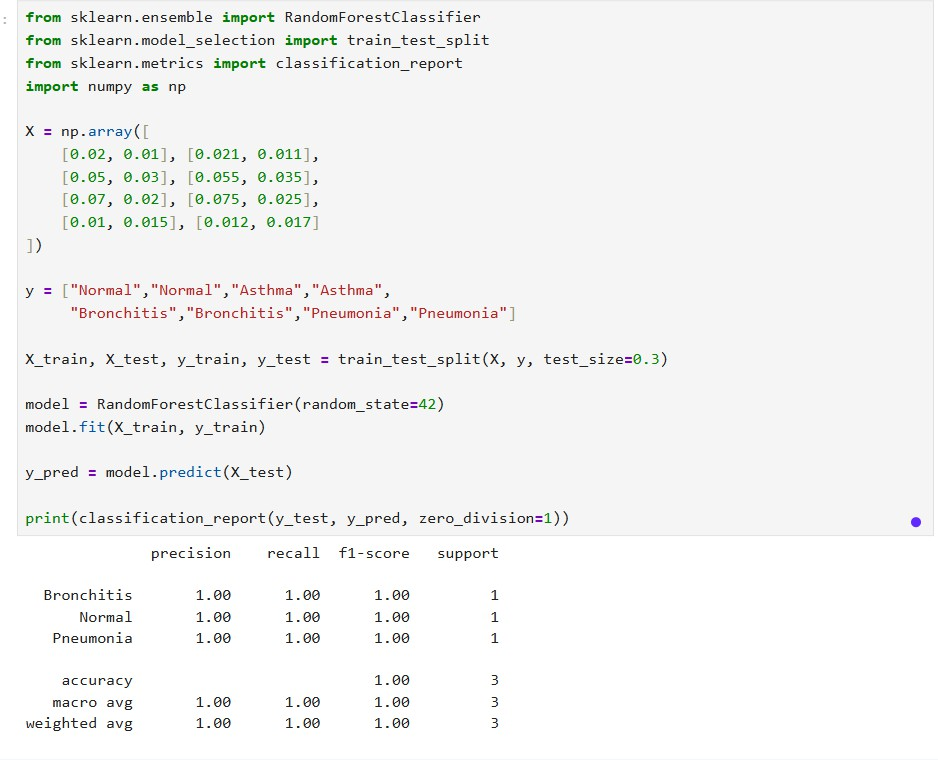 :
from sklearn.ensemble import RandomForestClassifier
from sklearn.model_selection import train_test_split
from sklearn.metrics import classification_report
import numpy as np
X = np.array([
[0.02, 0.01], [0.021, 0.011],
[0.05, 0.03], [0.055, 0.035],
[0.07, 0.02], [0.075, 0.025],
[0.01, 0.015], [0.012, 0.017]
])
y = ["Normal","Normal","Asthma","Asthma",
"Bronchitis","Bronchitis","Pneumonia","Pneumonia"]
X_train, X_test, y_train, y_test = train_test_split(X, y, test_size=0.3)
model = RandomForestClassifier(random_state=42)
model.fit(X_train, y_train)
y_pred = model.predict(X_test)
print(classification_report(y_test, y_pred, zero_division=1))
precision recall f1-score support
Bronchitis 1.00 1.00 1.00 1
Normal 1.00 1.00 1.00 1
Pneumonia 1.00 1.00 1.00 1
accuracy 1.00 3
macro avg 1.00 1.00 1.00 3
weighted avg 1.00 1.00 1.00 3